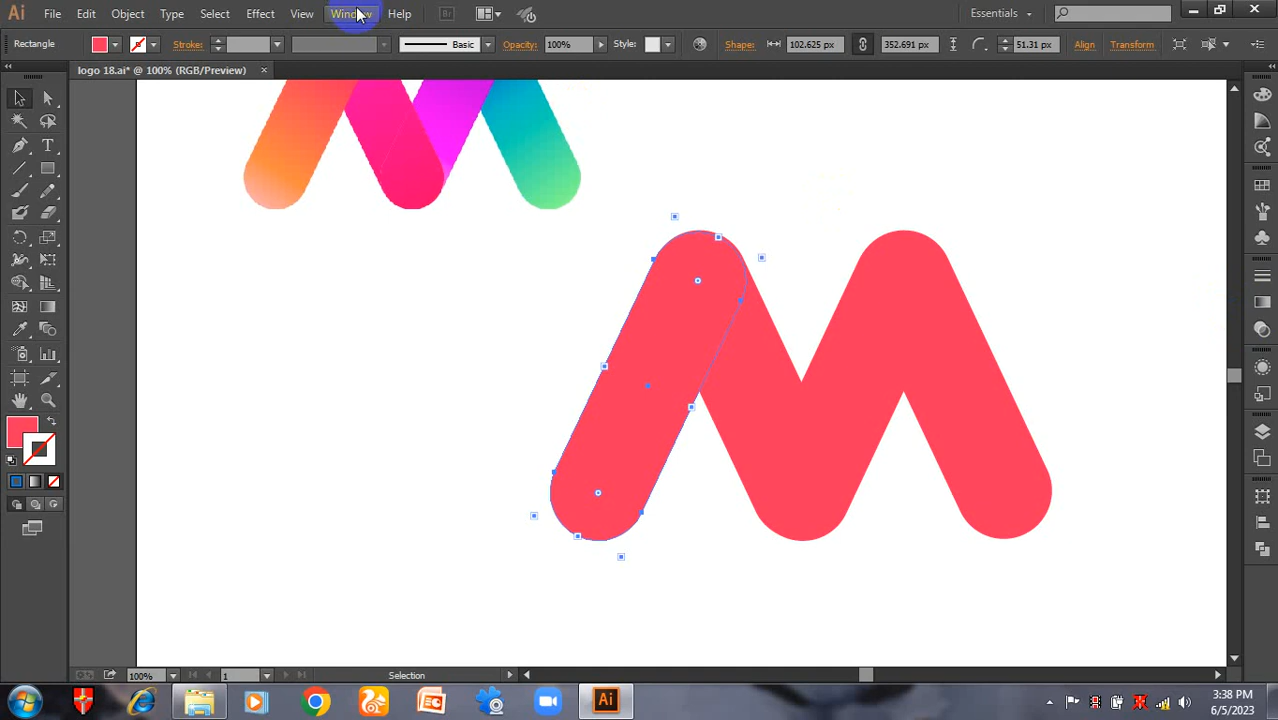 Ai File Edit Object Type Select Effect View Window Help Br Essentials
Rectangle Stroke: Basic Opacity: 100% Style: Shape: 102.625 px 352.691 px 51.31 px Align Transform
logo 18.ai* @ 100% (RGB/Preview) ×
T
100% 1 Selection
Ai
3:38 PM
6/5/2023